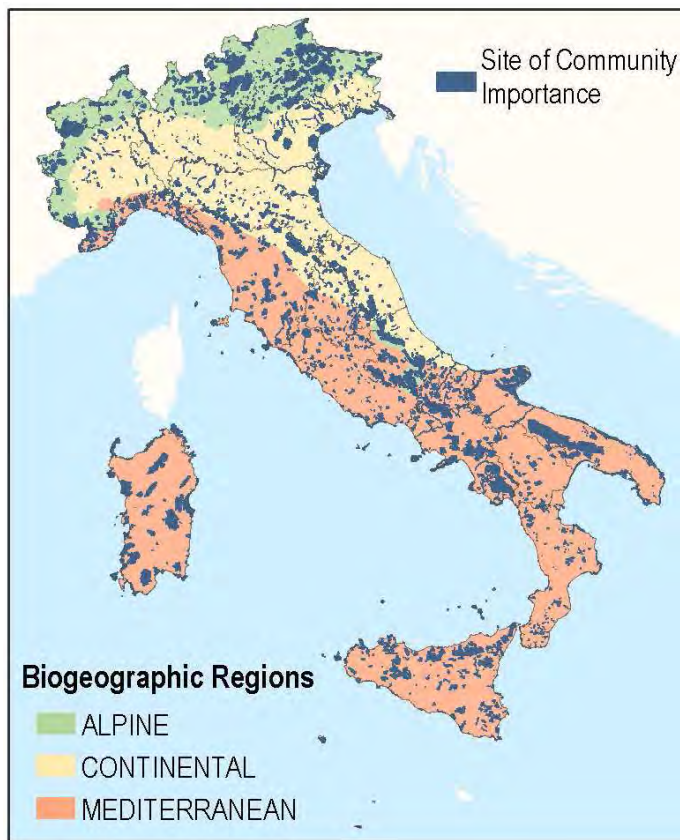 Site of Community
Importance
Biogeographic Regions
ALPINE
CONTINENTAL
MEDITERRANEAN